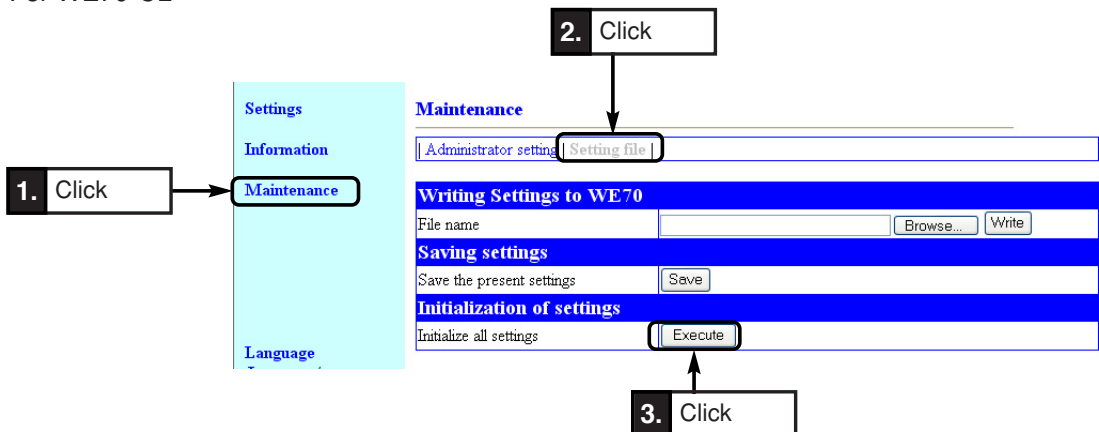 2. Click
Settings
Maintenance
Information
| Administrator setting | Setting file |
1. Click
Maintenance
Writing Settings to WE70
File name
Browse...
Write
Saving settings
Save the present settings
Save
Initialization of settings
Initialize all settings
Execute
Language
3. Click